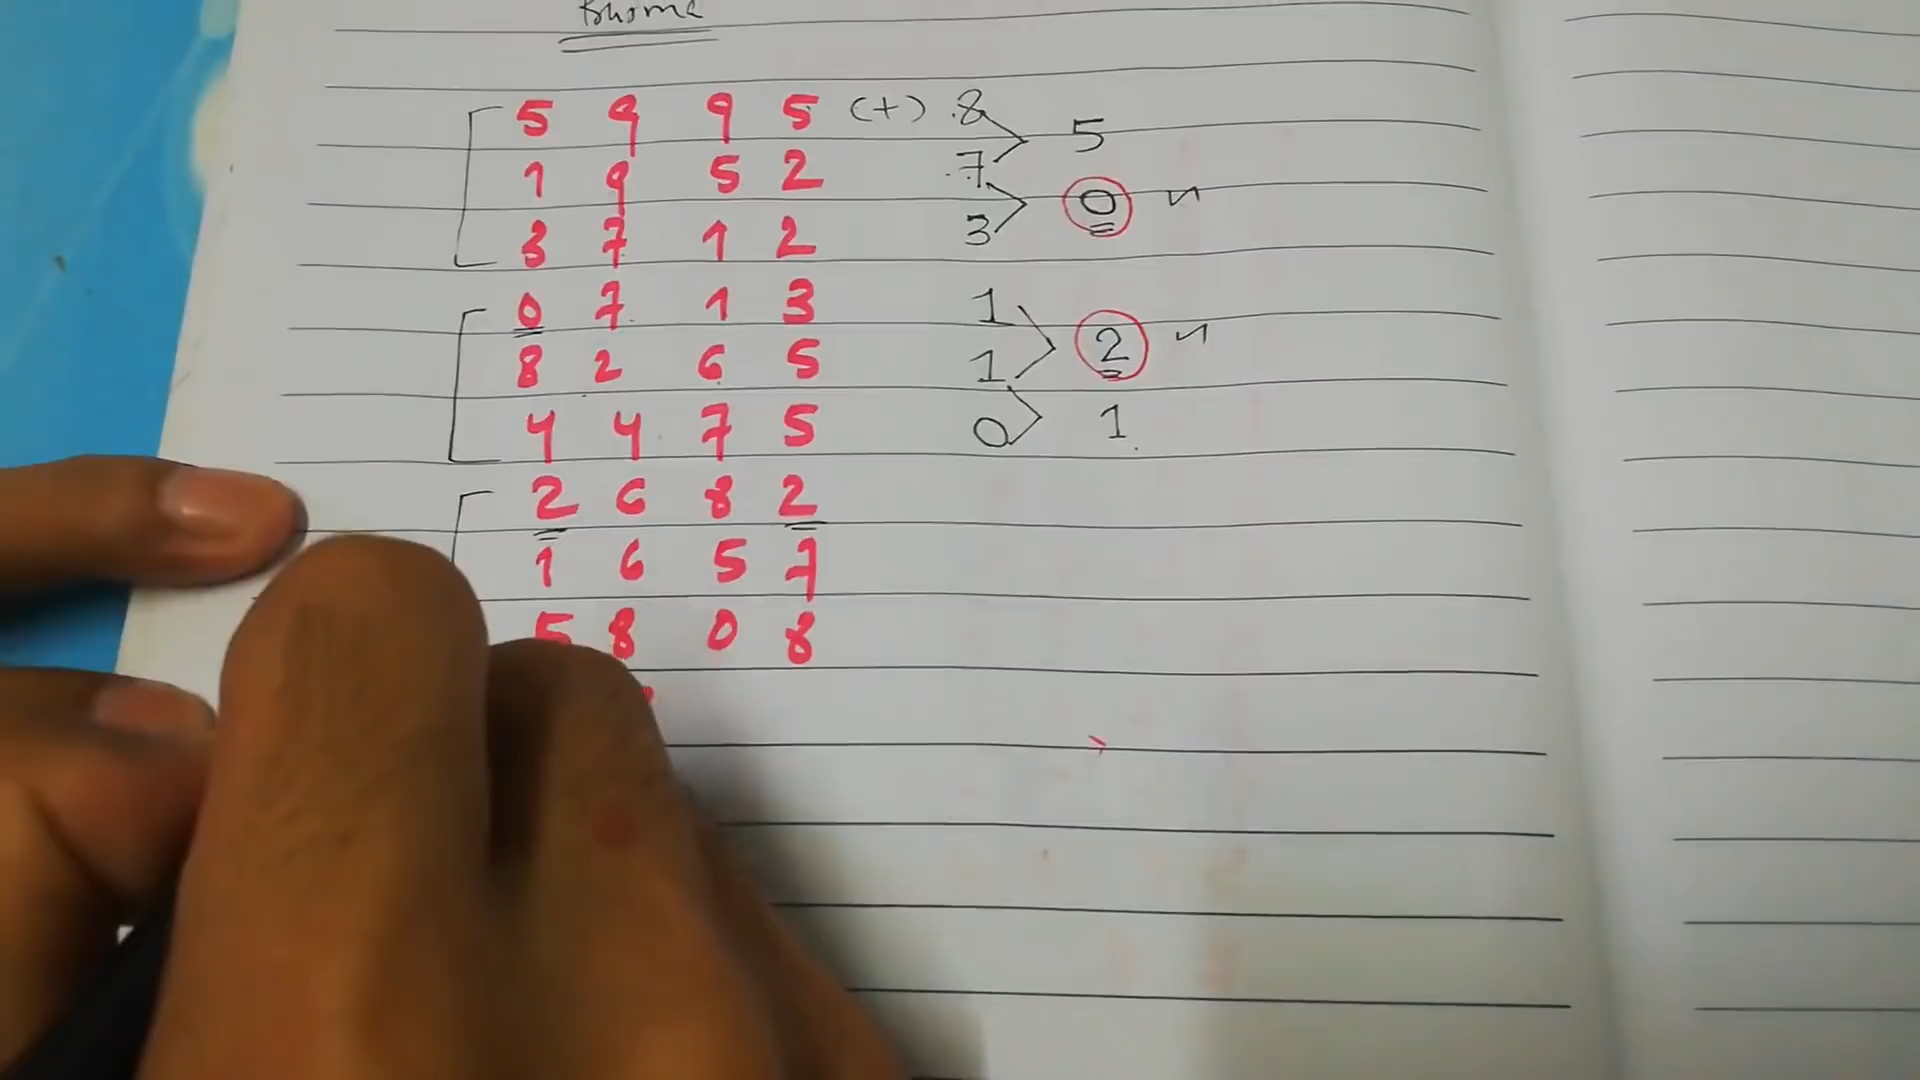 5 9 9 5 (+) 8 5
1 9 5 2 7 0
3 7 1 2 3
0 7 1 3 1
8 2 6 5 1 2
4 4 7 5 0 1
2 6 8 2
1 6 5 7
5 8 0 8